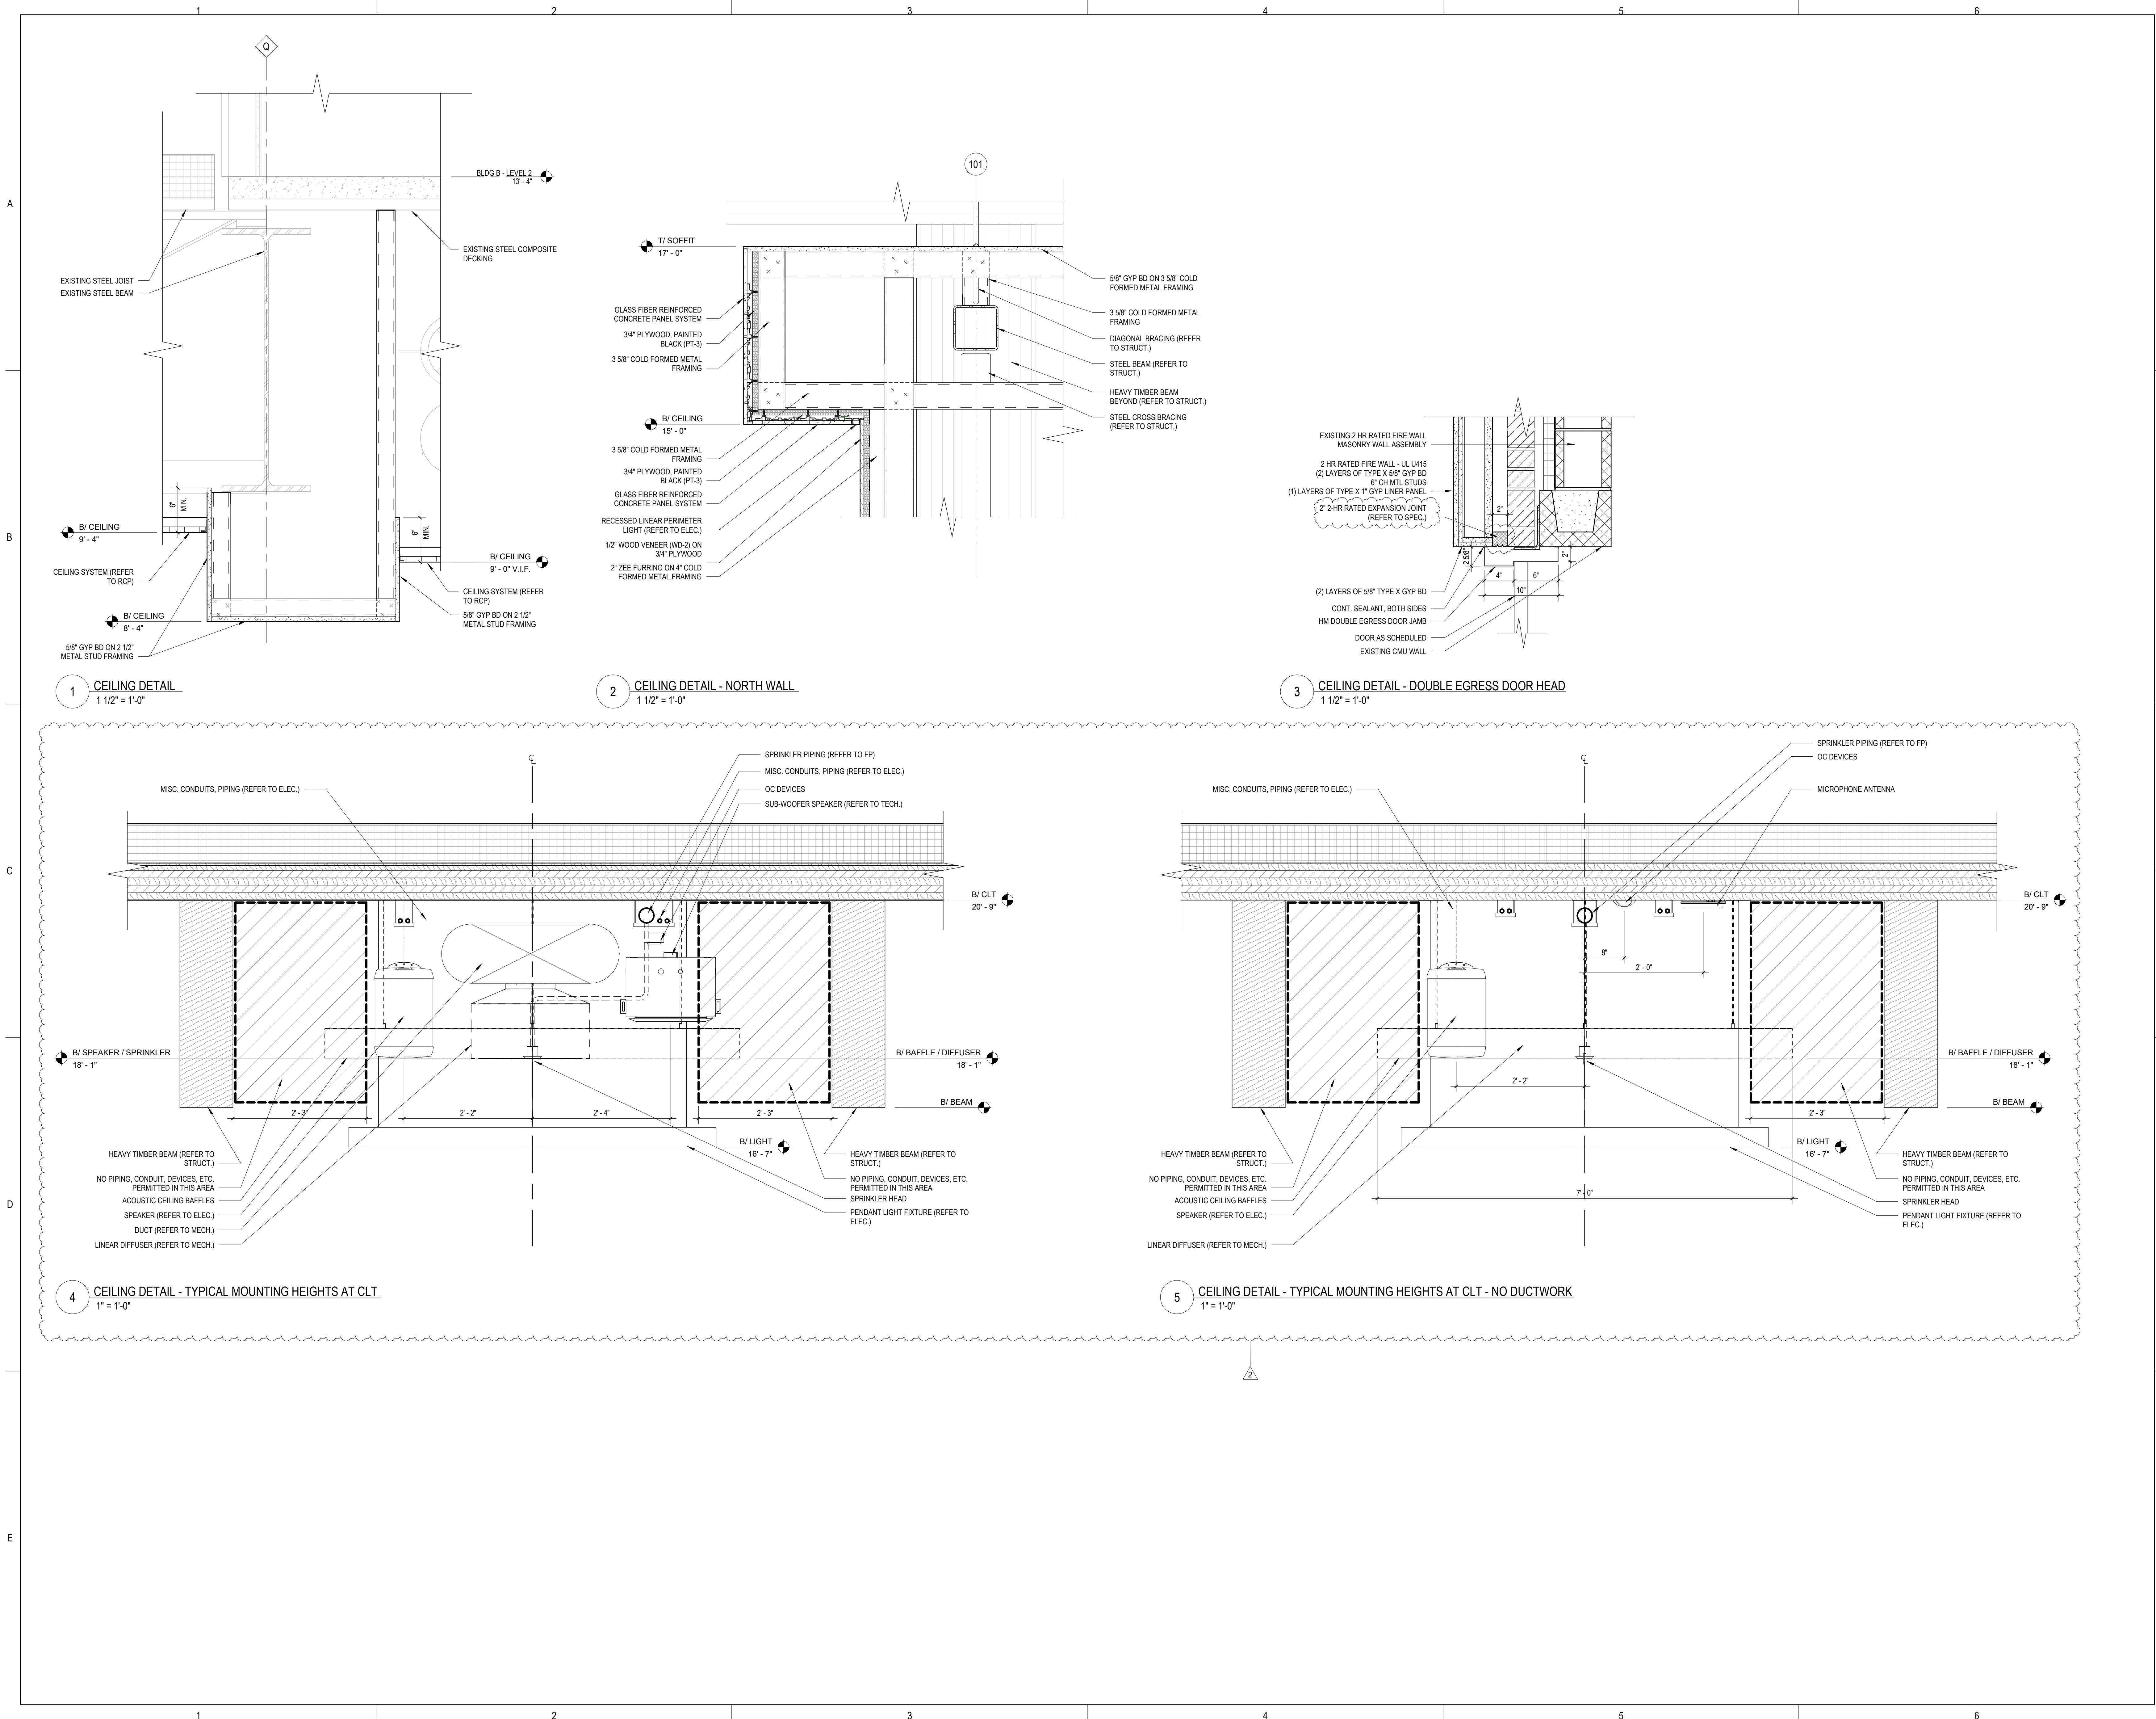 1
2
3
4
5
6
A
B
C
D
E
Q
BLDG B - LEVEL 2
13' - 4"
EXISTING STEEL COMPOSITE
DECKING
EXISTING STEEL JOIST
EXISTING STEEL BEAM
6"
MIN.
B/ CEILING
9' - 4"
CEILING SYSTEM (REFER
TO RCP)
B/ CEILING
8' - 4"
5/8" GYP BD ON 2 1/2"
METAL STUD FRAMING
6"
MIN.
B/ CEILING
9' - 0" V.I.F.
CEILING SYSTEM (REFER
TO RCP)
5/8" GYP BD ON 2 1/2"
METAL STUD FRAMING
1
CEILING DETAIL
1 1/2" = 1'-0"
101
T/ SOFFIT
17' - 0"
GLASS FIBER REINFORCED
CONCRETE PANEL SYSTEM
3/4" PLYWOOD, PAINTED
BLACK (PT-3)
3 5/8" COLD FORMED METAL
FRAMING
B/ CEILING
15' - 0"
3 5/8" COLD FORMED METAL
FRAMING
3/4" PLYWOOD, PAINTED
BLACK (PT-3)
GLASS FIBER REINFORCED
CONCRETE PANEL SYSTEM
RECESSED LINEAR PERIMETER
LIGHT (REFER TO ELEC.)
1/2" WOOD VENEER (WD-2) ON
3/4" PLYWOOD
2" ZEE FURRING ON 4" COLD
FORMED METAL FRAMING
5/8" GYP BD ON 3 5/8" COLD
FORMED METAL FRAMING
3 5/8" COLD FORMED METAL
FRAMING
DIAGONAL BRACING (REFER
TO STRUCT.)
STEEL BEAM (REFER TO
STRUCT.)
HEAVY TIMBER BEAM
BEYOND (REFER TO STRUCT.)
STEEL CROSS BRACING
(REFER TO STRUCT.)
2
CEILING DETAIL - NORTH WALL
1 1/2" = 1'-0"
EXISTING 2 HR RATED FIRE WALL
MASONRY WALL ASSEMBLY
2 HR RATED FIRE WALL - UL U415
(2) LAYERS OF TYPE X 5/8" GYP BD
6" CH MTL STUDS
(1) LAYERS OF TYPE X 1" GYP LINER PANEL
2" 2-HR RATED EXPANSION JOINT
(REFER TO SPEC.)
2"
2 5/8"
2"
4"
6"
10"
(2) LAYERS OF 5/8" TYPE X GYP BD
CONT. SEALANT, BOTH SIDES
HM DOUBLE EGRESS DOOR JAMB
DOOR AS SCHEDULED
EXISTING CMU WALL
3
CEILING DETAIL - DOUBLE EGRESS DOOR HEAD
1 1/2" = 1'-0"
MISC. CONDUITS, PIPING (REFER TO ELEC.)
SPRINKLER PIPING (REFER TO FP)
MISC. CONDUITS, PIPING (REFER TO ELEC.)
OC DEVICES
SUB-WOOFER SPEAKER (REFER TO TECH.)
B/ CLT
20' - 9"
B/ SPEAKER / SPRINKLER
18' - 1"
B/ BAFFLE / DIFFUSER
18' - 1"
B/ BEAM
2' - 3"
2' - 2"
2' - 4"
2' - 3"
B/ LIGHT
16' - 7"
HEAVY TIMBER BEAM (REFER TO
STRUCT.)
NO PIPING, CONDUIT, DEVICES, ETC.
PERMITTED IN THIS AREA
ACOUSTIC CEILING BAFFLES
SPEAKER (REFER TO ELEC.)
DUCT (REFER TO MECH.)
LINEAR DIFFUSER (REFER TO MECH.)
HEAVY TIMBER BEAM (REFER TO
STRUCT.)
NO PIPING, CONDUIT, DEVICES, ETC.
PERMITTED IN THIS AREA
SPRINKLER HEAD
PENDANT LIGHT FIXTURE (REFER TO
ELEC.)
4
CEILING DETAIL - TYPICAL MOUNTING HEIGHTS AT CLT
1" = 1'-0"
MISC. CONDUITS, PIPING (REFER TO ELEC.)
SPRINKLER PIPING (REFER TO FP)
OC DEVICES
MICROPHONE ANTENNA
B/ CLT
20' - 9"
8"
2' - 0"
B/ BAFFLE / DIFFUSER
18' - 1"
2' - 2"
B/ BEAM
2' - 3"
B/ LIGHT
16' - 7"
7' - 0"
HEAVY TIMBER BEAM (REFER TO
STRUCT.)
NO PIPING, CONDUIT, DEVICES, ETC.
PERMITTED IN THIS AREA
ACOUSTIC CEILING BAFFLES
SPEAKER (REFER TO ELEC.)
LINEAR DIFFUSER (REFER TO MECH.)
HEAVY TIMBER BEAM (REFER TO
STRUCT.)
NO PIPING, CONDUIT, DEVICES, ETC.
PERMITTED IN THIS AREA
SPRINKLER HEAD
PENDANT LIGHT FIXTURE (REFER TO
ELEC.)
5
CEILING DETAIL - TYPICAL MOUNTING HEIGHTS AT CLT - NO DUCTWORK
1" = 1'-0"
2
1
2
3
4
5
6